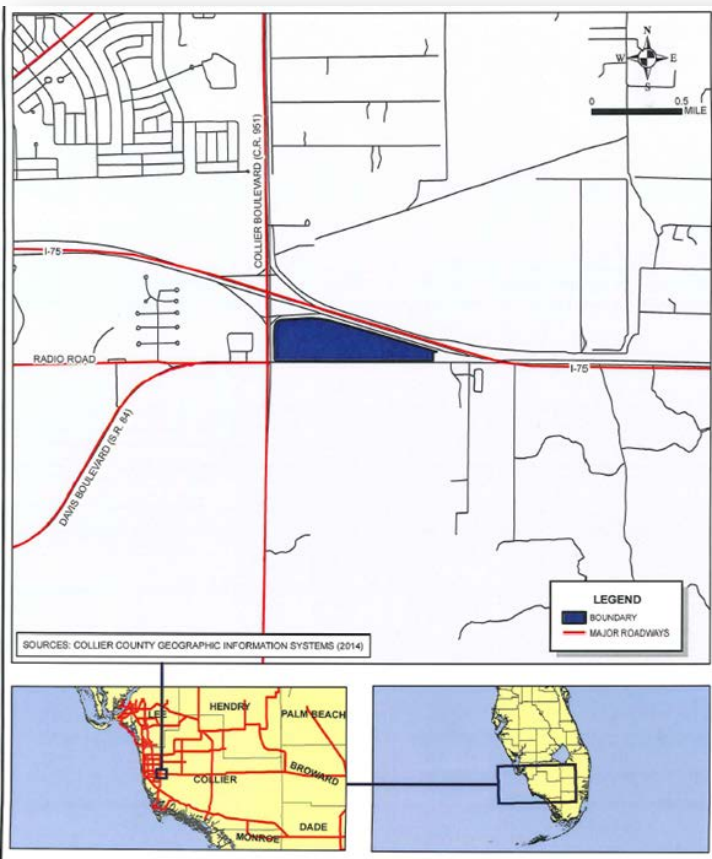 N
W E
S
0 0.5
MILE
COLLIER BOULEVARD (C.R. 951)
I-75
RADIO ROAD
I-75
DAVIS BOULEVARD (S.R. 84)
LEGEND
BOUNDARY
MAJOR ROADWAYS
SOURCES: COLLIER COUNTY GEOGRAPHIC INFORMATION SYSTEMS (2014)
LEE
HENDRY
PALM BEACH
COLLIER
BROWARD
DADE
MONROE